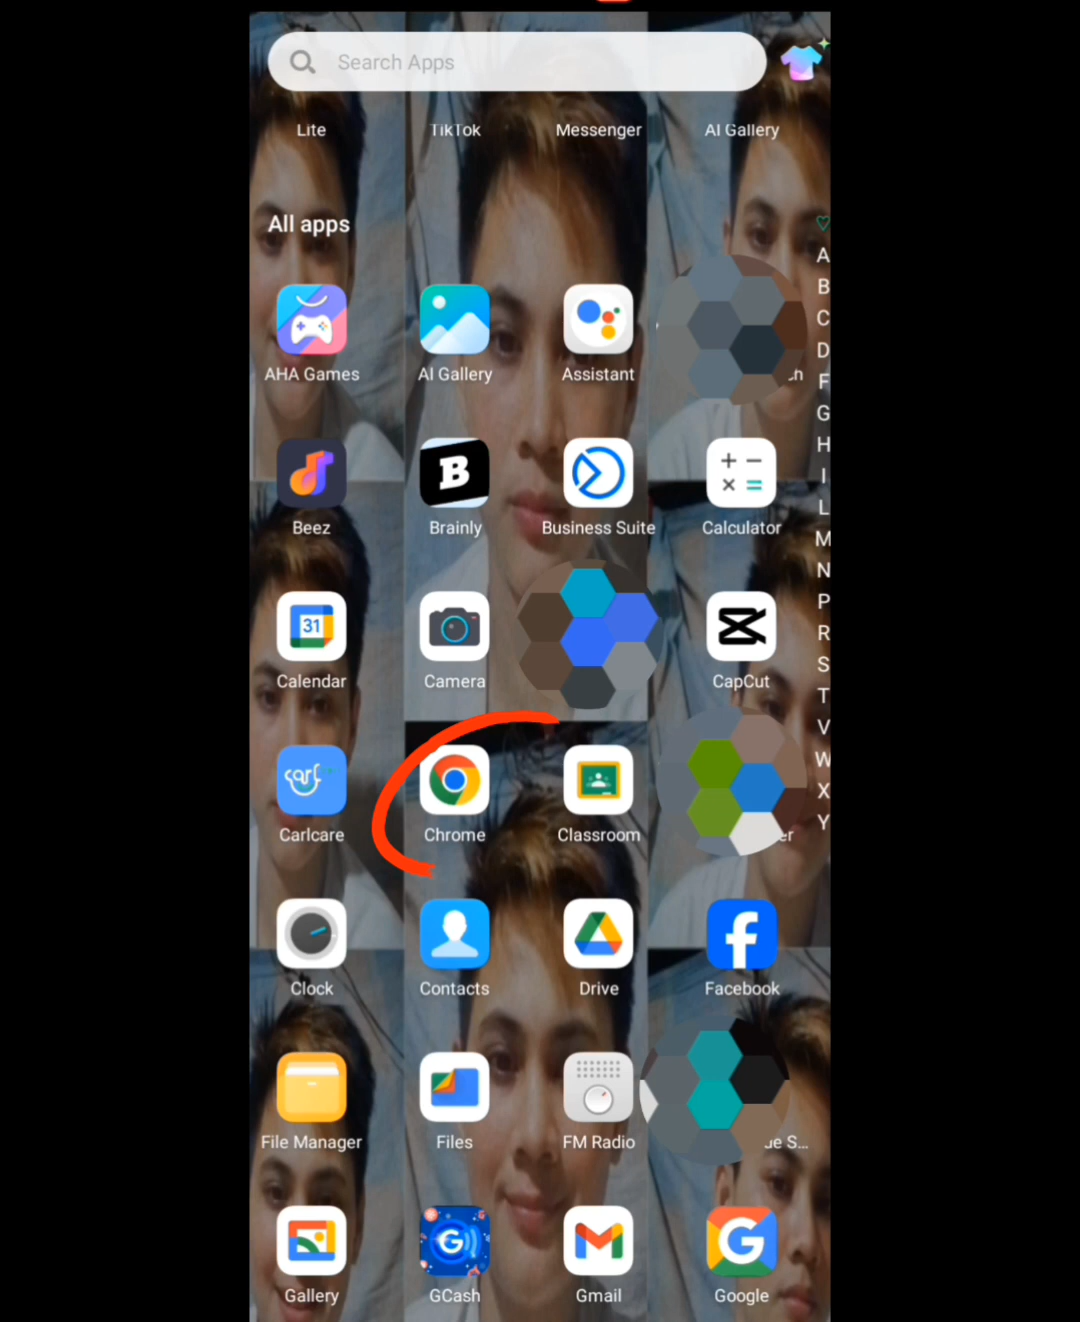 Search Apps
Lite TikTok Messenger AI Gallery
All apps
A
B
C
D
F
G
H
I
L
M
N
P
R
S
T
V
W
X
Y
AHA Games AI Gallery Assistant
Beez Brainly Business Suite Calculator
31
Calendar Camera CapCut
Carlcare Chrome Classroom
Clock Contacts Drive Facebook
File Manager Files FM Radio
Gallery GCash Gmail Google